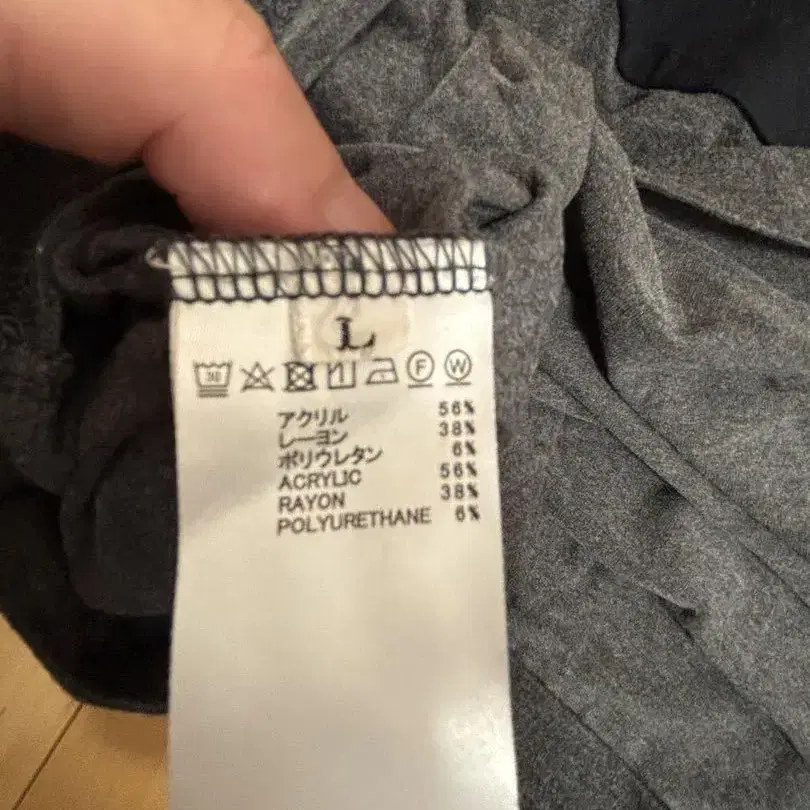 L
30 F W
アクリル 56%
レーヨン 38%
ポリウレタン 6%
ACRYLIC 56%
RAYON 38%
POLYURETHANE 6%